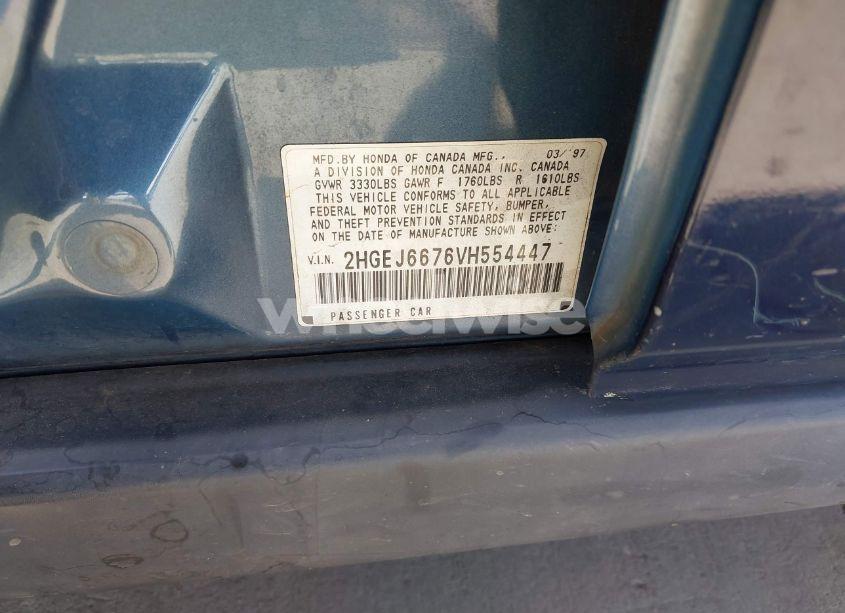 MFD.BY HONDA OF CANADA MFG., 03/'97
A DIVISION OF HONDA CANADA INC. CANADA
GVWR 3330LBS GAWR F 1760LBS R 1610LBS
THIS VEHICLE CONFORMS TO ALL APPLICABLE
FEDERAL MOTOR VEHICLE SAFETY, BUMPER,
AND THEFT PREVENTION STANDARDS IN EFFECT
ON THE DATE OF MANUFACTURE SHOWN ABOVE:
V.I.N. 2HGEJ6676VH554447
PASSENGER CAR
wheelwise